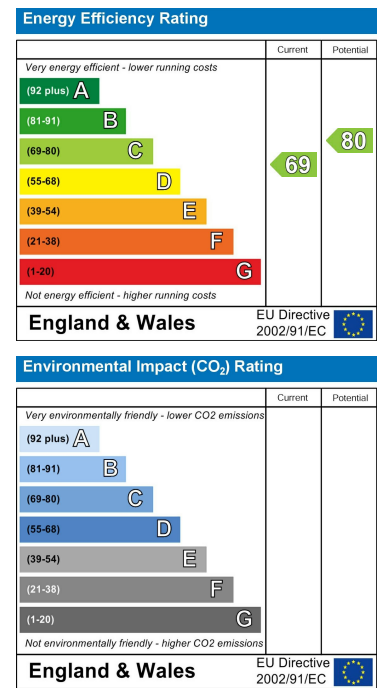 Energy Efficiency Rating
Current Potential
Very energy efficient - lower running costs
(92 plus) A
(81-91) B
(69-80) C
(55-68) D
(39-54) E
(21-38) F
(1-20) G
69
80
Not energy efficient - higher running costs
England & Wales
EU Directive
2002/91/EC
Environmental Impact (CO₂) Rating
Current Potential
Very environmentally friendly - lower CO2 emissions
(92 plus) A
(81-91) B
(69-80) C
(55-68) D
(39-54) E
(21-38) F
(1-20) G
Not environmentally friendly - higher CO2 emissions
England & Wales
EU Directive
2002/91/EC